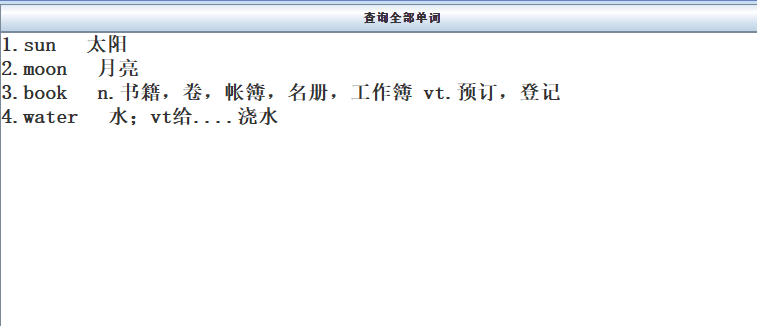 查询全部单词
1.sun 太阳
2.moon 月亮
3.book n.书籍，卷，帐簿，名册，工作簿 vt.预订，登记
4.water 水；vt给....浇水